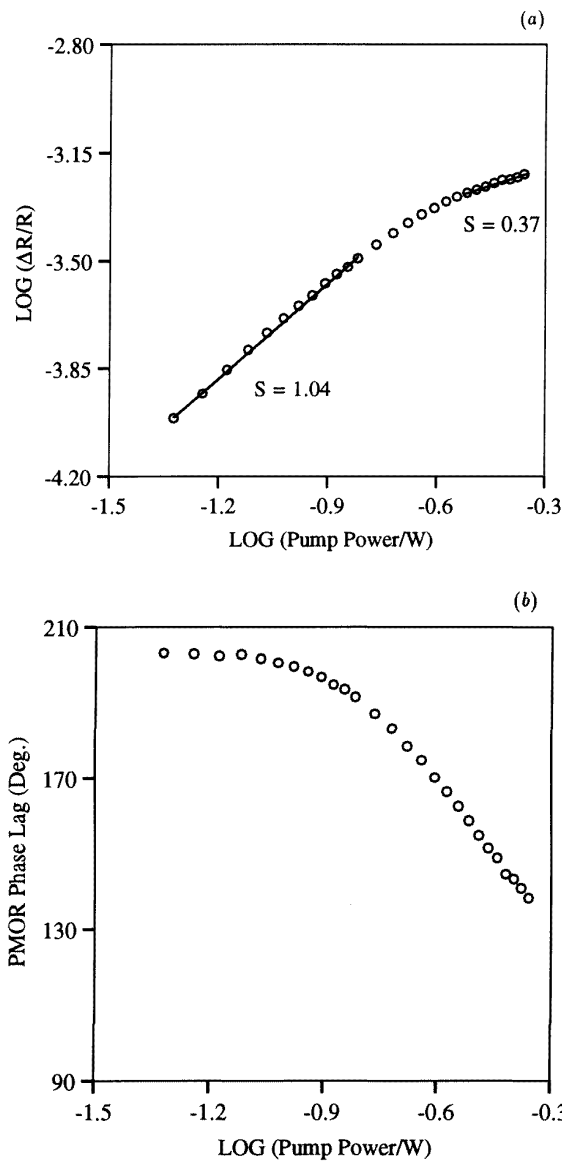 (a)
-2.80
-3.15
-3.50
-3.85
-4.20
LOG (ΔR/R)
S = 0.37
S = 1.04
-1.5 -1.2 -0.9 -0.6 -0.3
LOG (Pump Power/W)
(b)
210
170
130
90
PMOR Phase Lag (Deg.)
-1.5 -1.2 -0.9 -0.6 -0.3
LOG (Pump Power/W)